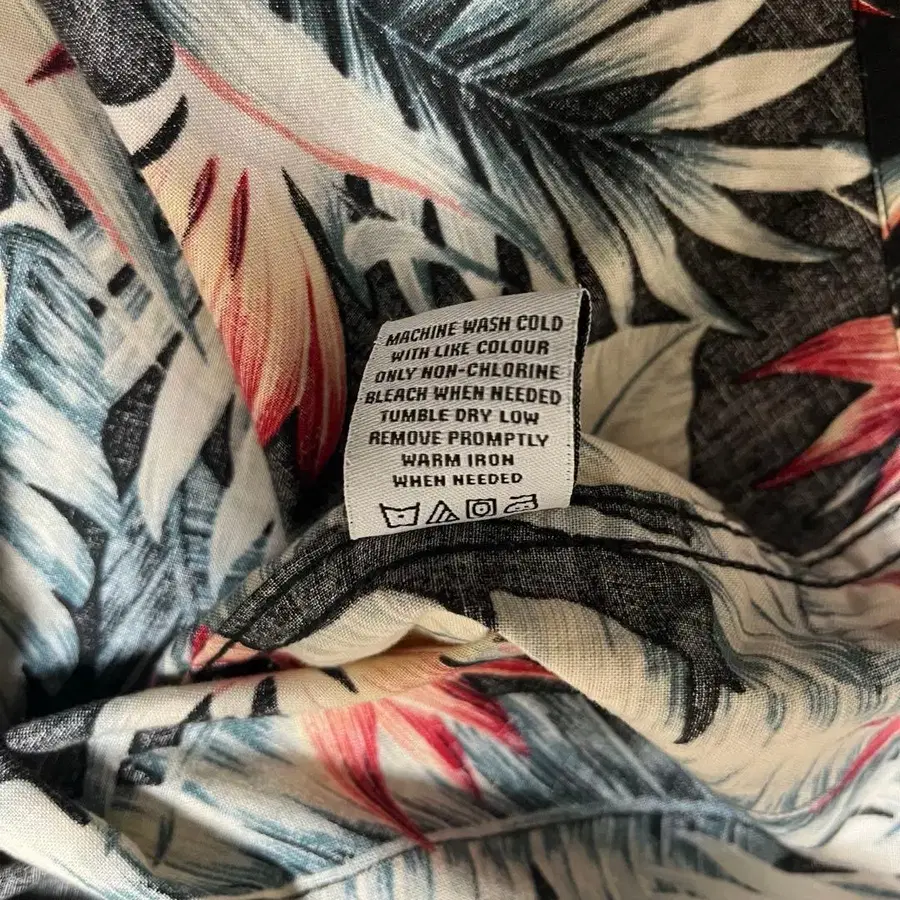 MACHINE WASH COLD
WITH LIKE COLOUR
ONLY NON-CHLORINE
BLEACH WHEN NEEDED
TUMBLE DRY LOW
REMOVE PROMPTLY
WARM IRON
WHEN NEEDED